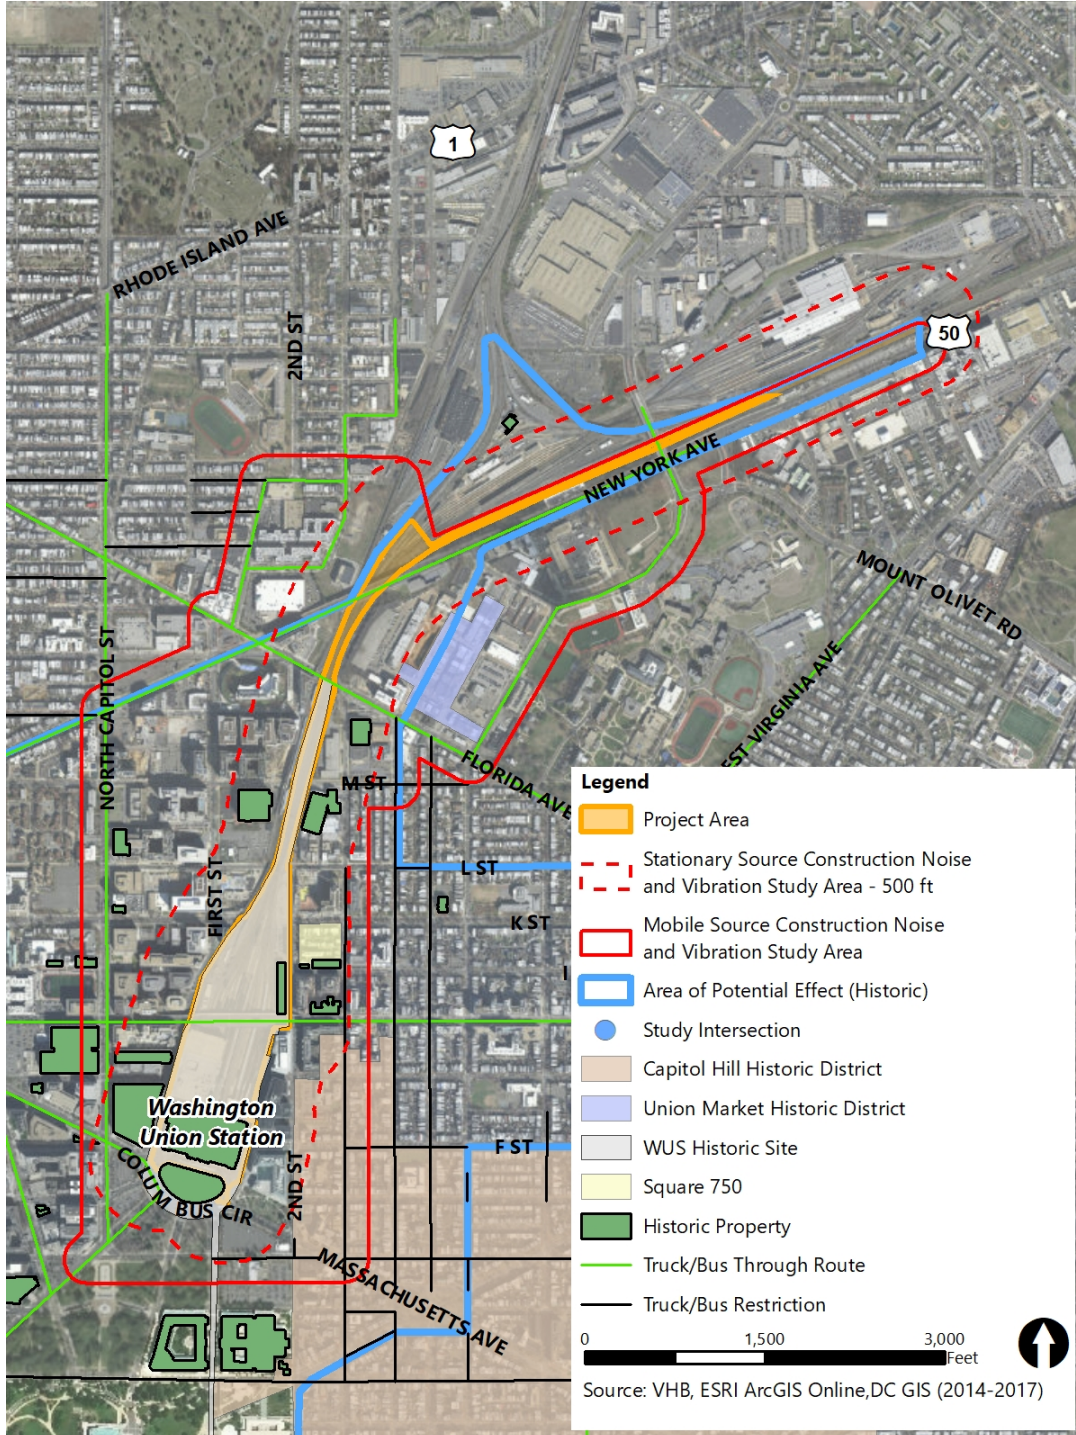 1
RHODE ISLAND AVE
2ND ST
50
NEW YORK AVE
MOUNT OLIVET RD
NORTH CAPITOL ST
EST VIRGINIA AVE
FLORIDA AVE
M ST
L ST
FIRST ST
K ST
I
Washington
Union Station
F ST
COLUMBUS CIR
2ND ST
MASSACHUSETTS AVE
Legend
Project Area
Stationary Source Construction Noise
and Vibration Study Area - 500 ft
Mobile Source Construction Noise
and Vibration Study Area
Area of Potential Effect (Historic)
Study Intersection
Capitol Hill Historic District
Union Market Historic District
WUS Historic Site
Square 750
Historic Property
Truck/Bus Through Route
Truck/Bus Restriction
0 1,500 3,000
Feet
Source: VHB, ESRI ArcGIS Online,DC GIS (2014-2017)